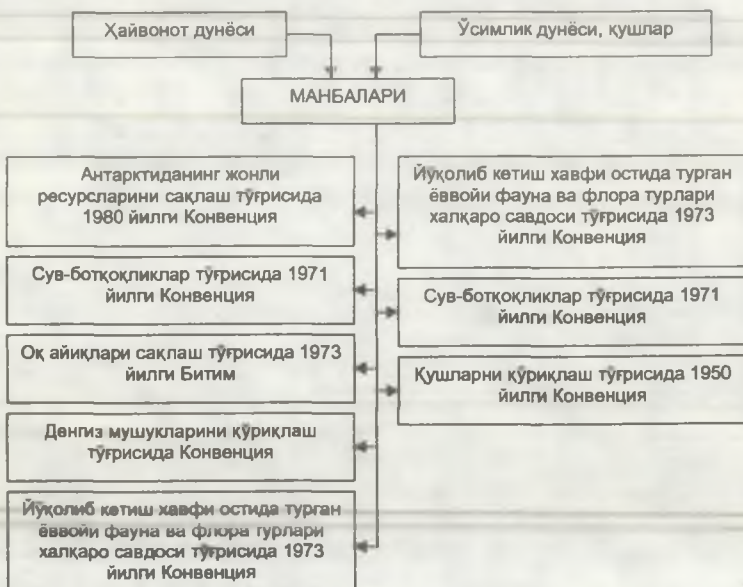 Ҳайвонот дунёси
Ўсимлик дунёси, қушлар
МАНБАЛАРИ
Антарктиданинг жонли
ресурсларини сақлаш тўғрисида
1980 йилги Конвенция
Йўқолиб кетиш хавфи остида турган
ёввойи фауна ва флора турлари
халқаро савдоси тўғрисида 1973
йилги Конвенция
Сув-ботқоқликлар тўғрисида 1971
йилги Конвенция
Сув-ботқоқликлар тўғрисида 1971
йилги Конвенция
Оқ айиқлари сақлаш тўғрисида 1973
йилги Битим
Қушларни қўриқлаш тўғрисида 1950
йилги Конвенция
Денгиз мушукларини қўриқлаш
тўғрисида Конвенция
Йўқолиб кетиш хавфи остида турган
ёввойи фауна ва флора турлари
халқаро савдоси тўғрисида 1973
йилги Конвенция